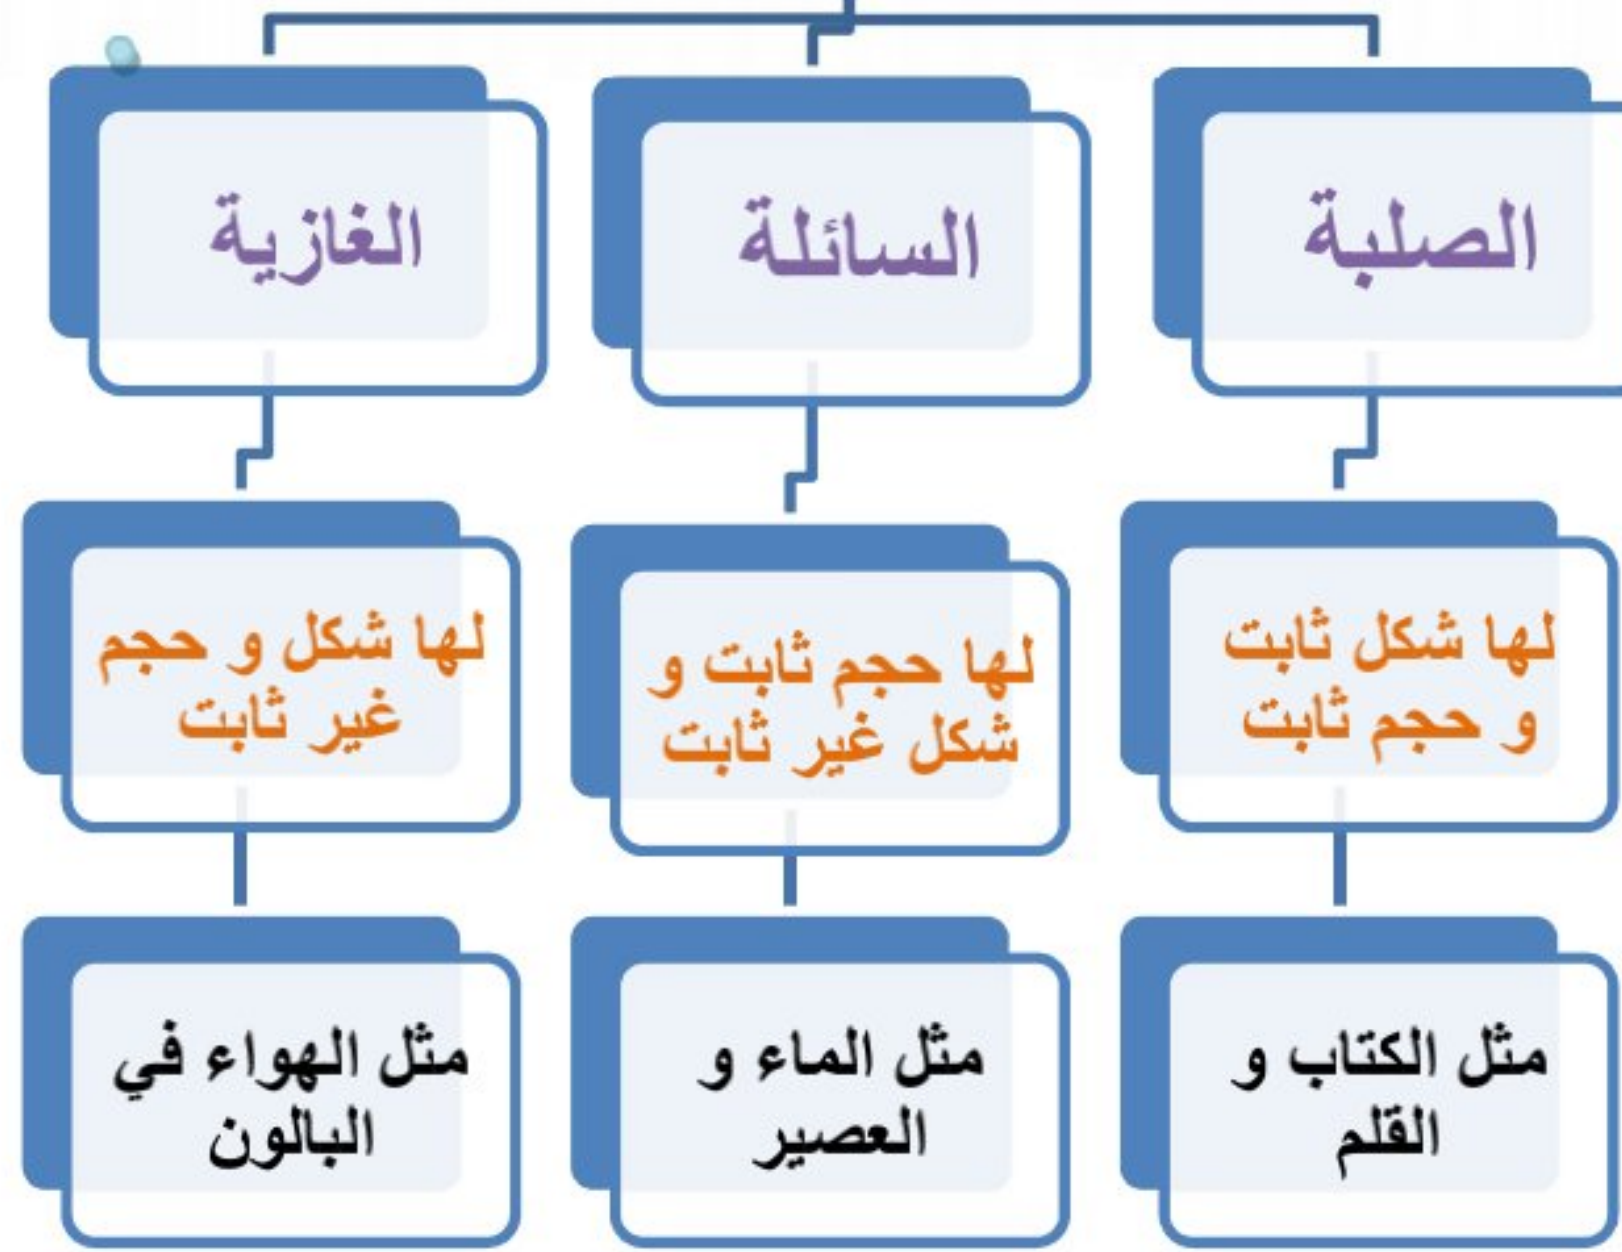 الصلبة
السائلة
الغازية
لها شكل ثابت
و حجم ثابت
لها حجم ثابت و
شكل غير ثابت
لها شكل و حجم
غير ثابت
مثل الكتاب و
القلم
مثل الماء و
العصير
مثل الهواء في
البالون